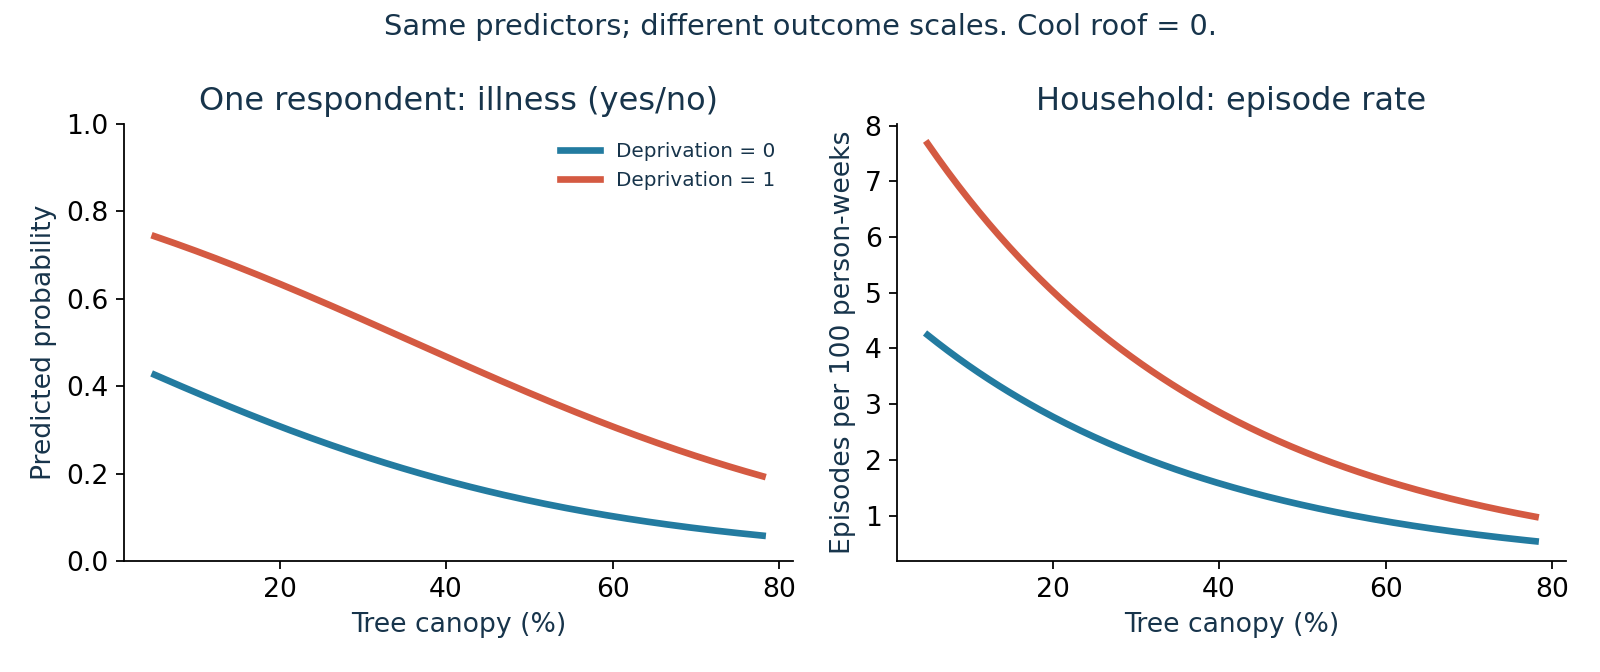 Same predictors; different outcome scales. Cool roof = 0.
One respondent: illness (yes/no)
Predicted probability
1.0
0.8
0.6
0.4
0.2
0.0
Deprivation = 0
Deprivation = 1
20 40 60 80
Tree canopy (%)
Household: episode rate
Episodes per 100 person-weeks
8
7
6
5
4
3
2
1
20 40 60 80
Tree canopy (%)